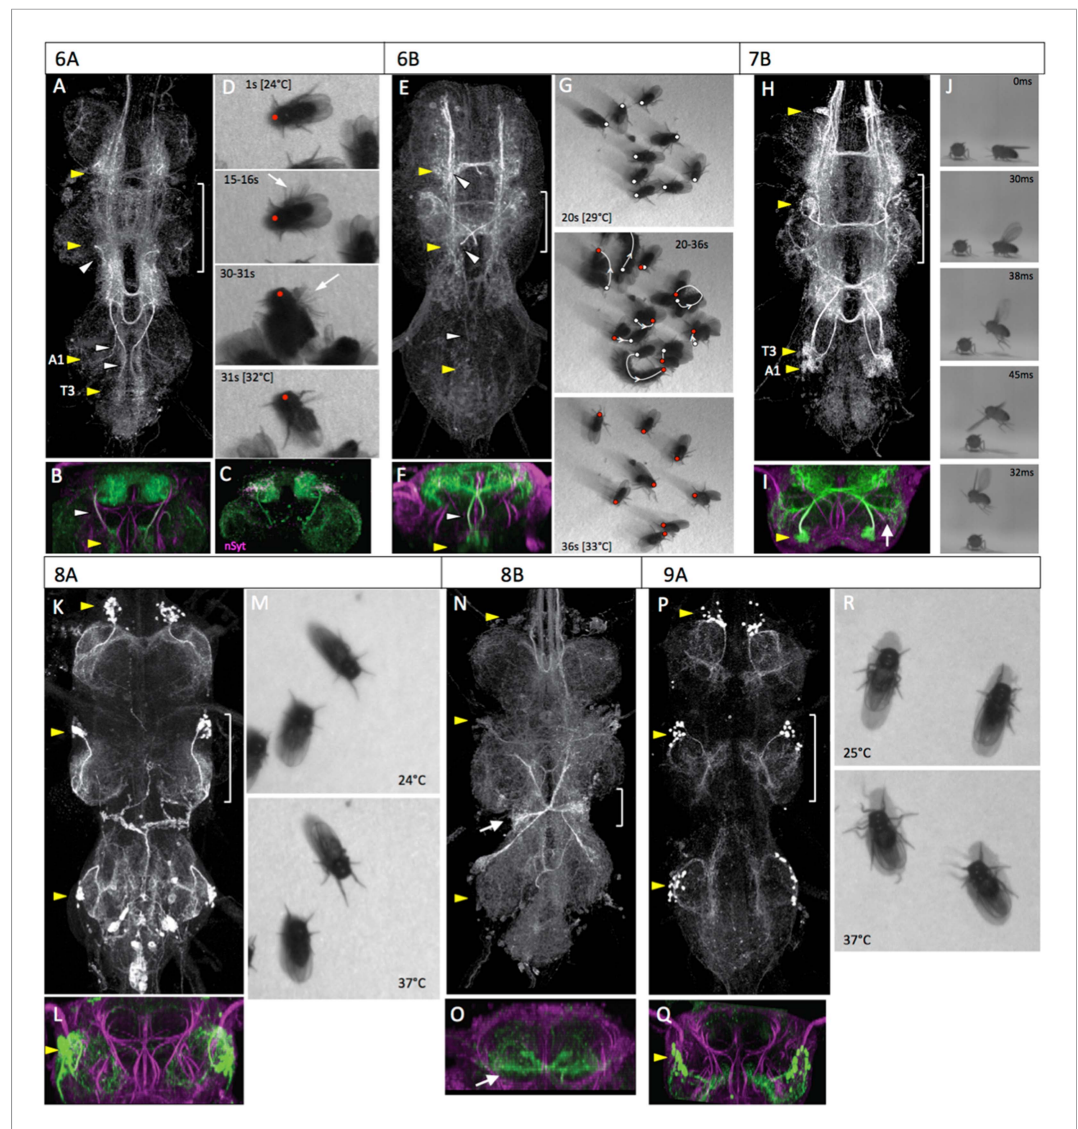 6A
6B
7B
A
D
1s [24°C]
15-16s
30-31s
31s [32°C]
A1
T3
B
C
nSyt
E
F
G
20s [29°C]
20-36s
36s [33°C]
H
T3
A1
I
J
0ms
30ms
38ms
45ms
32ms
8A
8B
9A
K
L
M
24°C
37°C
N
O
P
Q
R
25°C
37°C